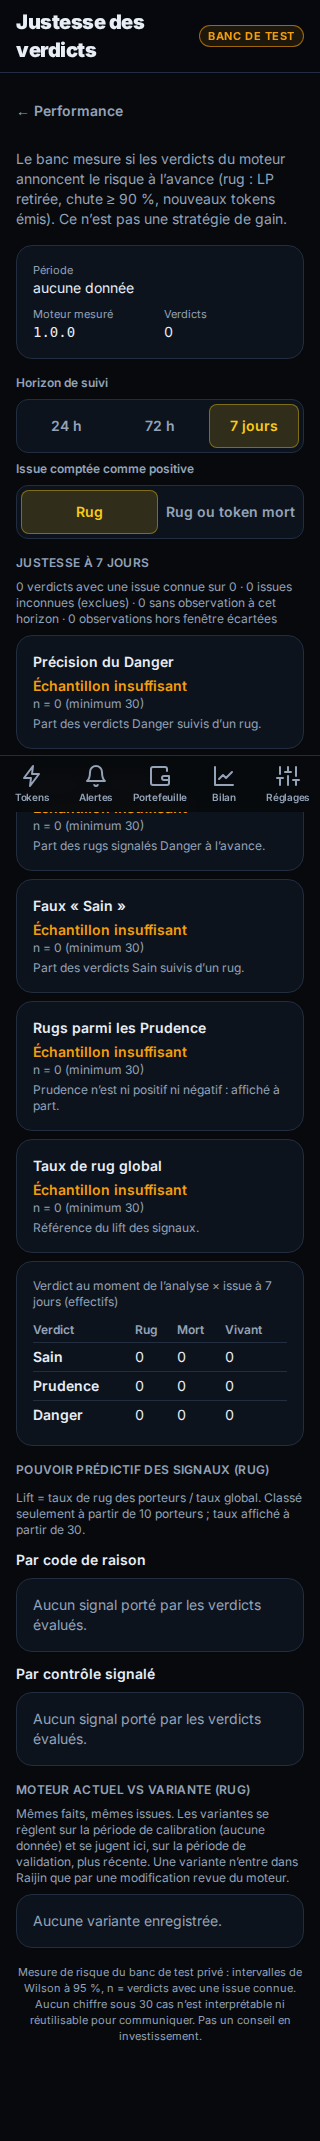 Justesse des
verdicts
BANC DE TEST
← Performance
Le banc mesure si les verdicts du moteur
annoncent le risque à l’avance (rug : LP
retirée, chute ≥ 90 %, nouveaux tokens
émis). Ce n’est pas une stratégie de gain.
Période
aucune donnée
Moteur mesuré
Verdicts
1.0.0
0
Horizon de suivi
24 h
72 h
7 jours
Issue comptée comme positive
Rug
Rug ou token mort
JUSTESSE À 7 JOURS
0 verdicts avec une issue connue sur 0 · 0 issues
inconnues (exclues) · 0 sans observation à cet
horizon · 0 observations hors fenêtre écartées
Précision du Danger
Échantillon insuffisant
n = 0 (minimum 30)
Part des verdicts Danger suivis d’un rug.
Tokens
Alertes
Portefeuille
Bilan
Réglages
n = 0 (minimum 30)
Part des rugs signalés Danger à l’avance.
Faux « Sain »
Échantillon insuffisant
n = 0 (minimum 30)
Part des verdicts Sain suivis d’un rug.
Rugs parmi les Prudence
Échantillon insuffisant
n = 0 (minimum 30)
Prudence n’est ni positif ni négatif : affiché à
part.
Taux de rug global
Échantillon insuffisant
n = 0 (minimum 30)
Référence du lift des signaux.
Verdict au moment de l’analyse × issue à 7
jours (effectifs)
Verdict Rug Mort Vivant
Sain 0 0 0
Prudence 0 0 0
Danger 0 0 0
POUVOIR PRÉDICTIF DES SIGNAUX (RUG)
Lift = taux de rug des porteurs / taux global. Classé
seulement à partir de 10 porteurs ; taux affiché à
partir de 30.
Par code de raison
Aucun signal porté par les verdicts
évalués.
Par contrôle signalé
Aucun signal porté par les verdicts
évalués.
MOTEUR ACTUEL VS VARIANTE (RUG)
Mêmes faits, mêmes issues. Les variantes se
règlent sur la période de calibration (aucune
donnée) et se jugent ici, sur la période de
validation, plus récente. Une variante n’entre dans
Raijin que par une modification revue du moteur.
Aucune variante enregistrée.
Mesure de risque du banc de test privé : intervalles de
Wilson à 95 %, n = verdicts avec une issue connue.
Aucun chiffre sous 30 cas n’est interprétable ni
réutilisable pour communiquer. Pas un conseil en
investissement.